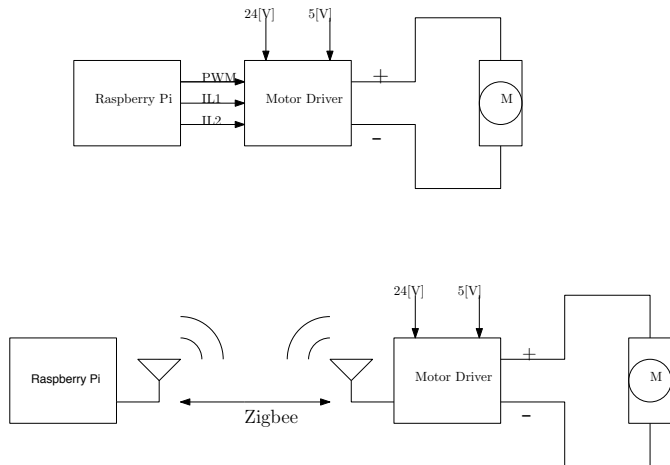 24[V] 5[V]
PWM
+
Raspberry Pi
IL1
Motor Driver
M
IL2
–
24[V] 5[V]
+
Raspberry Pi
Motor Driver
M
Zigbee
–